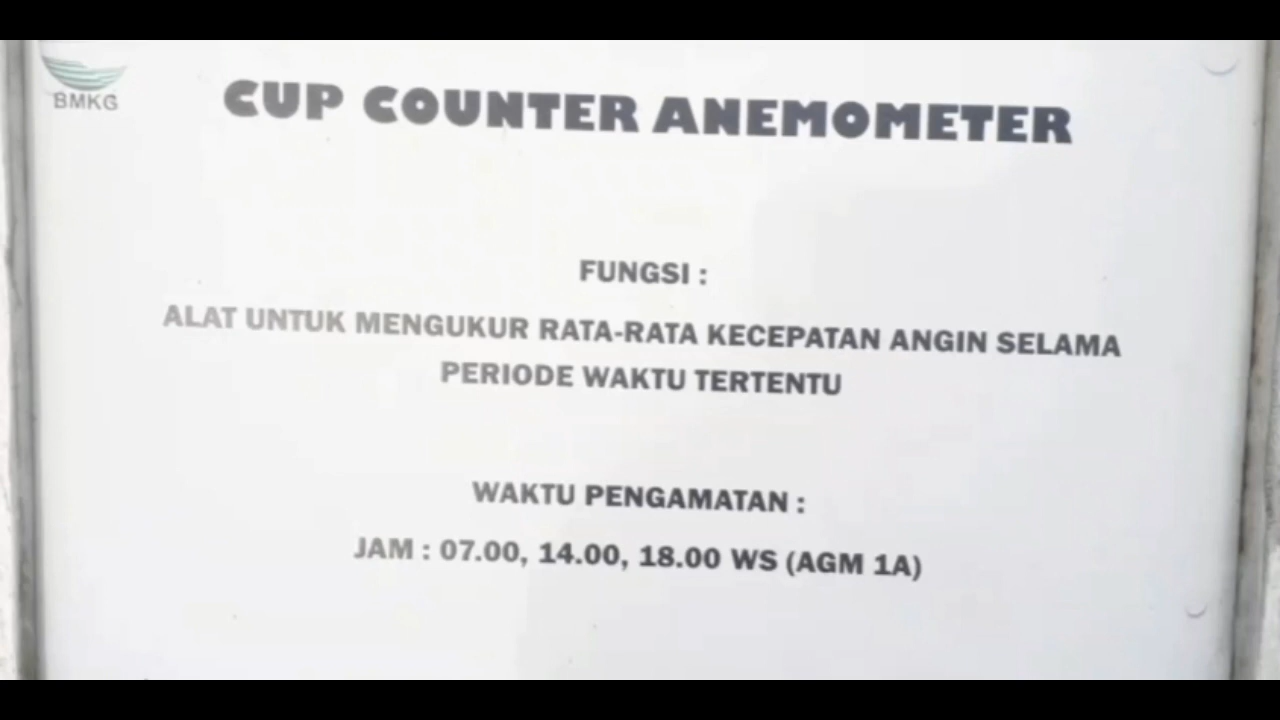 BMKG
CUP COUNTER ANEMOMETER
FUNGSI :
ALAT UNTUK MENGUKUR RATA-RATA KECEPATAN ANGIN SELAMA
PERIODE WAKTU TERTENTU
WAKTU PENGAMATAN :
JAM : 07.00, 14.00, 18.00 WS (AGM 1A)